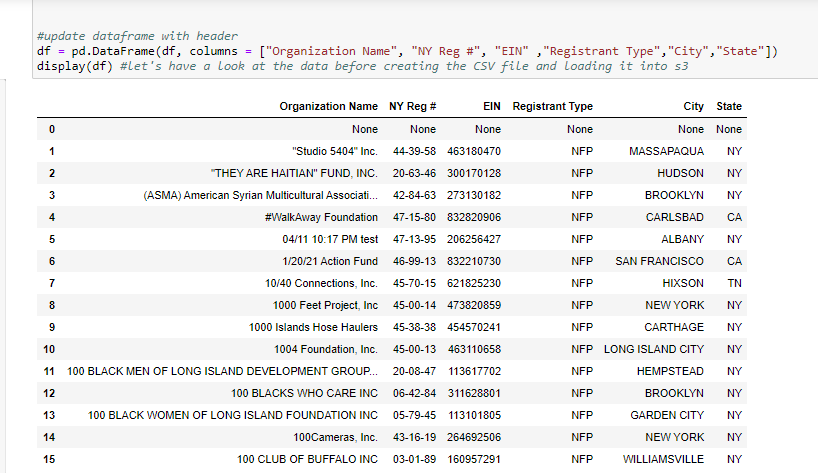 #update dataframe with header
df = pd.DataFrame(df, columns = ["Organization Name", "NY Reg #", "EIN" ,"Registrant Type","City","State"])
display(df) #let's have a look at the data before creating the CSV file and loading it into s3
Organization Name NY Reg # EIN Registrant Type City State
0 None None None None None None
1 "Studio 5404" Inc. 44-39-58 463180470 NFP MASSAPAQUA NY
2 "THEY ARE HAITIAN" FUND, INC. 20-63-46 300170128 NFP HUDSON NY
3 (ASMA) American Syrian Multicultural Associati... 42-84-63 273130182 NFP BROOKLYN NY
4 #WalkAway Foundation 47-15-80 832820906 NFP CARLSBAD CA
5 04/11 10:17 PM test 47-13-95 206256427 NFP ALBANY NY
6 1/20/21 Action Fund 46-99-13 832210730 NFP SAN FRANCISCO CA
7 10/40 Connections, Inc. 45-70-15 621825230 NFP HIXSON TN
8 1000 Feet Project, Inc 45-00-14 473820859 NFP NEW YORK NY
9 1000 Islands Hose Haulers 45-38-38 454570241 NFP CARTHAGE NY
10 1004 Foundation, Inc. 45-00-13 463110658 NFP LONG ISLAND CITY NY
11 100 BLACK MEN OF LONG ISLAND DEVELOPMENT GROUP... 20-08-47 113617702 NFP HEMPSTEAD NY
12 100 BLACKS WHO CARE INC 06-42-84 311628801 NFP BROOKLYN NY
13 100 BLACK WOMEN OF LONG ISLAND FOUNDATION INC 05-79-45 113101805 NFP GARDEN CITY NY
14 100Cameras, Inc. 43-16-19 264692506 NFP NEW YORK NY
15 100 CLUB OF BUFFALO INC 03-01-89 160957291 NFP WILLIAMSVILLE NY